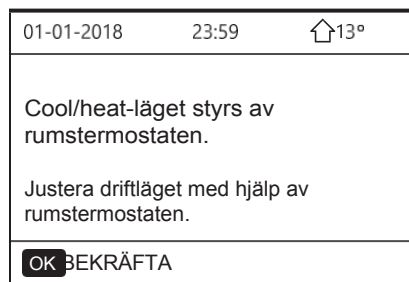 01-01-2018 23:59 13°
Cool/heat-läget styrs av
rumstermostaten.
Justera driftläget med hjälp av
rumstermostaten.
OK BEKRÄFTA